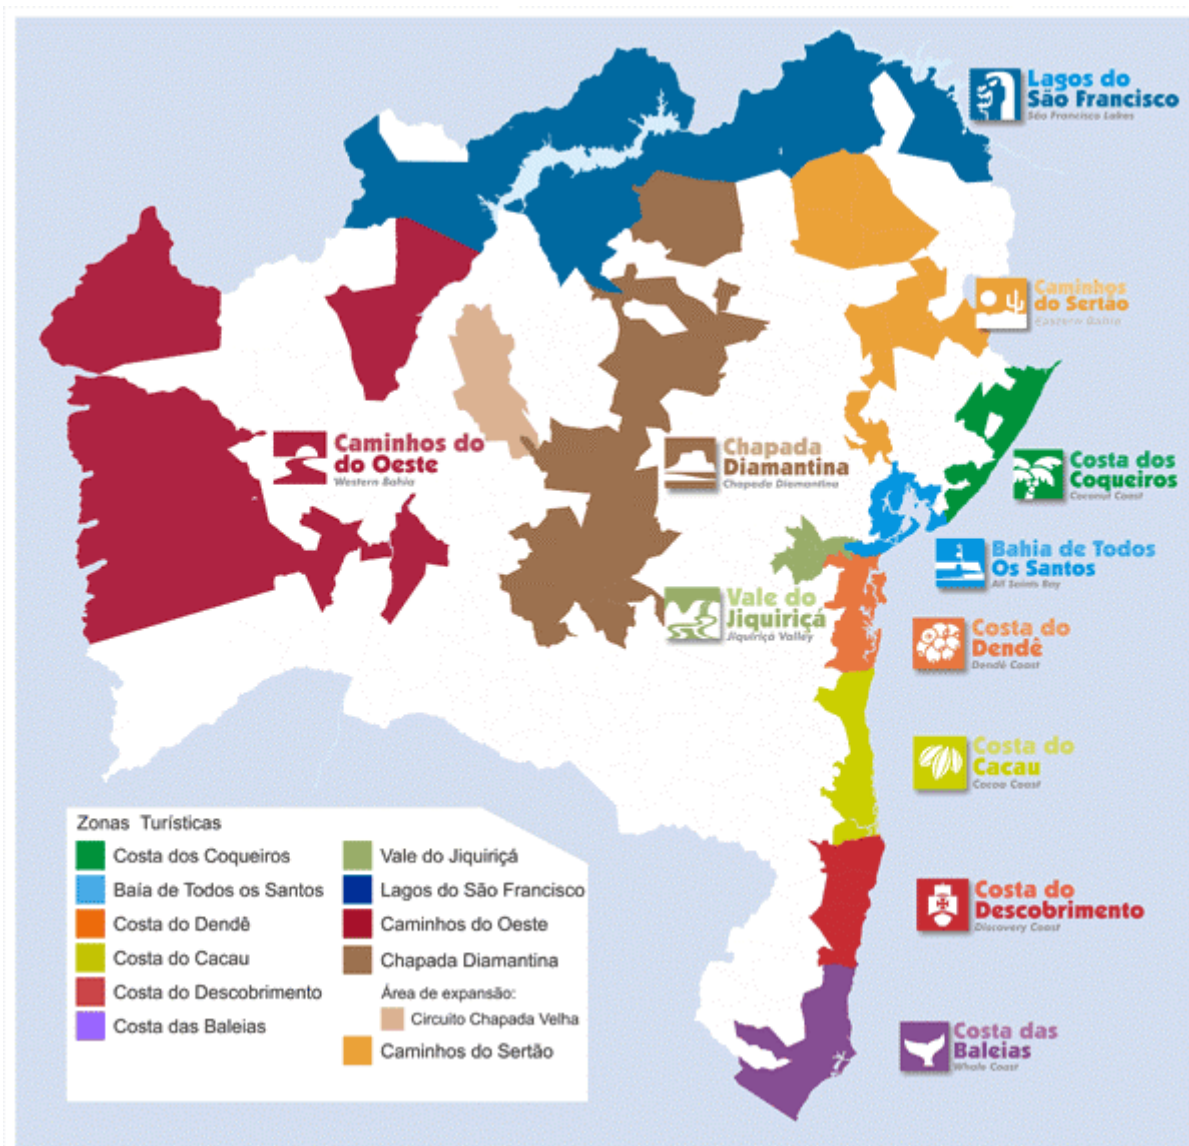 Lagos do
São Francisco
São Francisco Lakes
Caminhos
do Sertão
Eastern Bahia
Caminhos do
do Oeste
Western Bahia
Chapada
Diamantina
Chapada Diamantina
Costa dos
Coqueiros
Coconut Coast
Bahia de Todos
Os Santos
All Saints Bay
Vale do
Jiquiriçá
Jiquiriçá Valley
Costa do
Dendê
Dendê Coast
Costa do
Cacau
Cacao Coast
Costa do
Descobrimento
Discovery Coast
Costa das
Baleias
Whale Coast
Zonas Turísticas
Costa dos Coqueiros
Baía de Todos os Santos
Costa do Dendê
Costa do Cacau
Costa do Descobrimento
Costa das Baleias
Vale do Jiquiriçá
Lagos do São Francisco
Caminhos do Oeste
Chapada Diamantina
Área de expansão:
Circuito Chapada Velha
Caminhos do Sertão